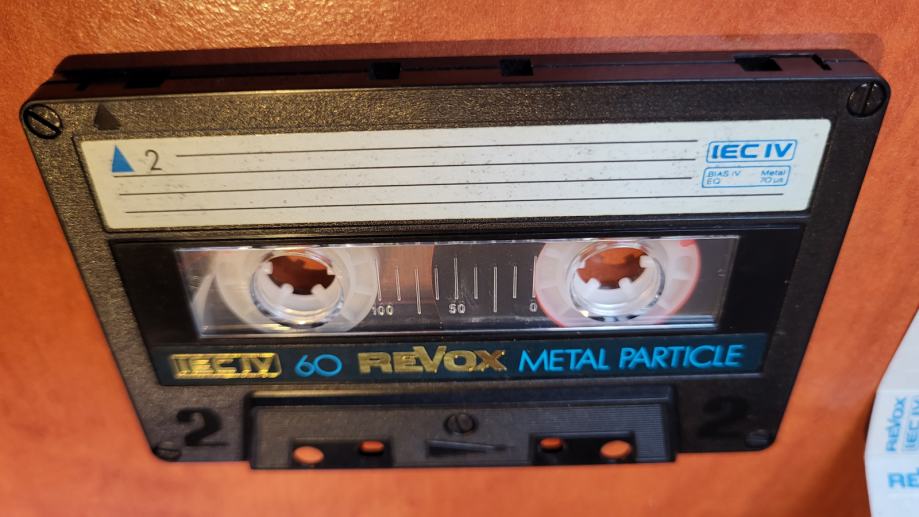 2
IEC IV
BIAS IV Metal
EQ 70 µs
100 50 0
IEC IV 60 REVOX METAL PARTICLE
2 2
REVOX
IEC IV
RE